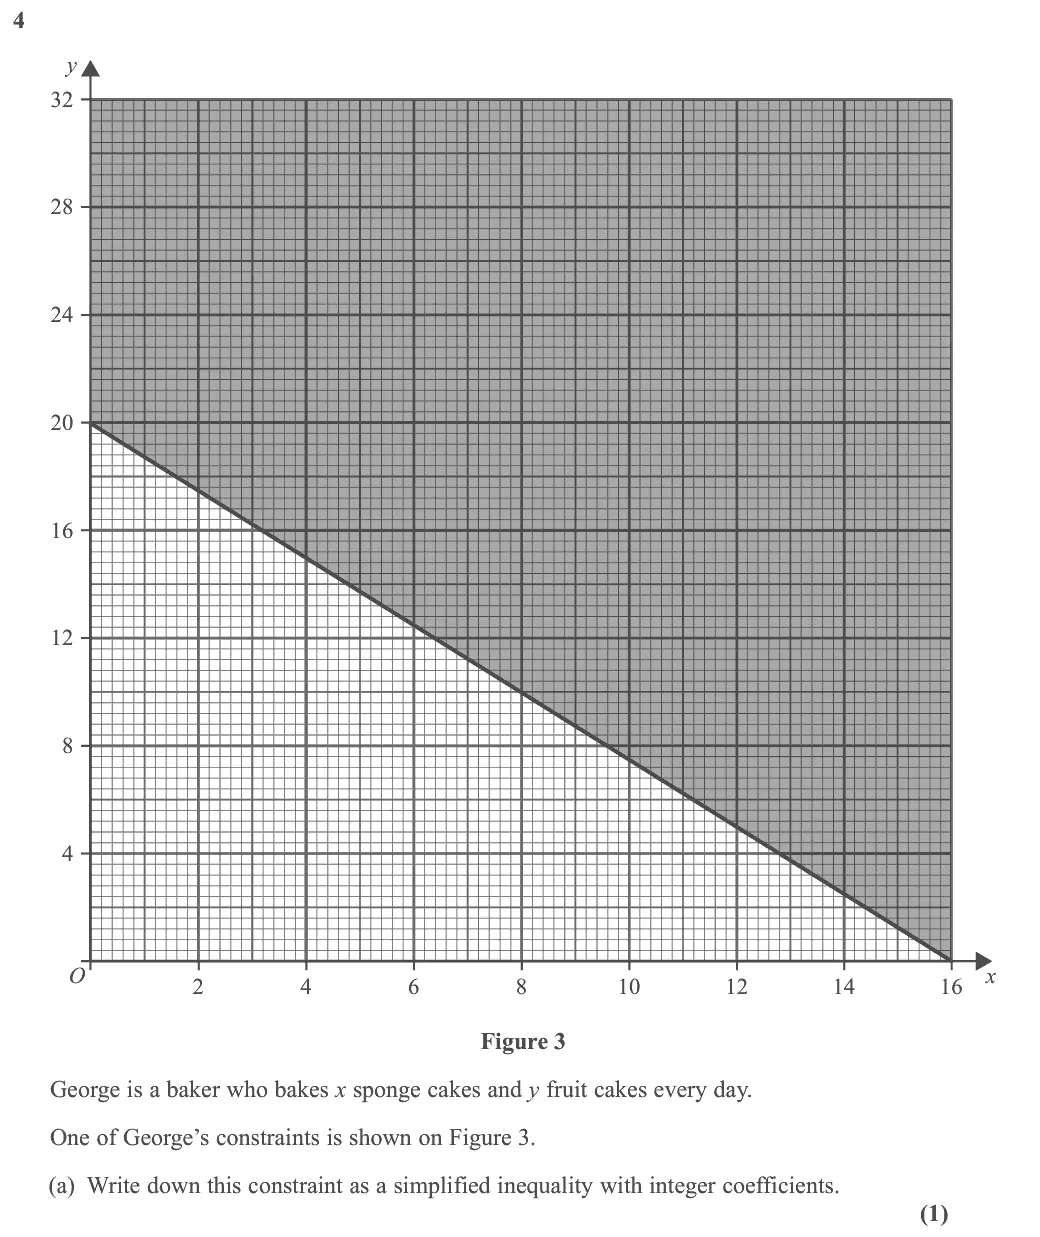 4
y
32
28
24
20
16
12
8
4
O
2 4 6 8 10 12 14 16
x
Figure 3
George is a baker who bakes x sponge cakes and y fruit cakes every day.
One of George’s constraints is shown on Figure 3.
(a) Write down this constraint as a simplified inequality with integer coefficients.
(1)